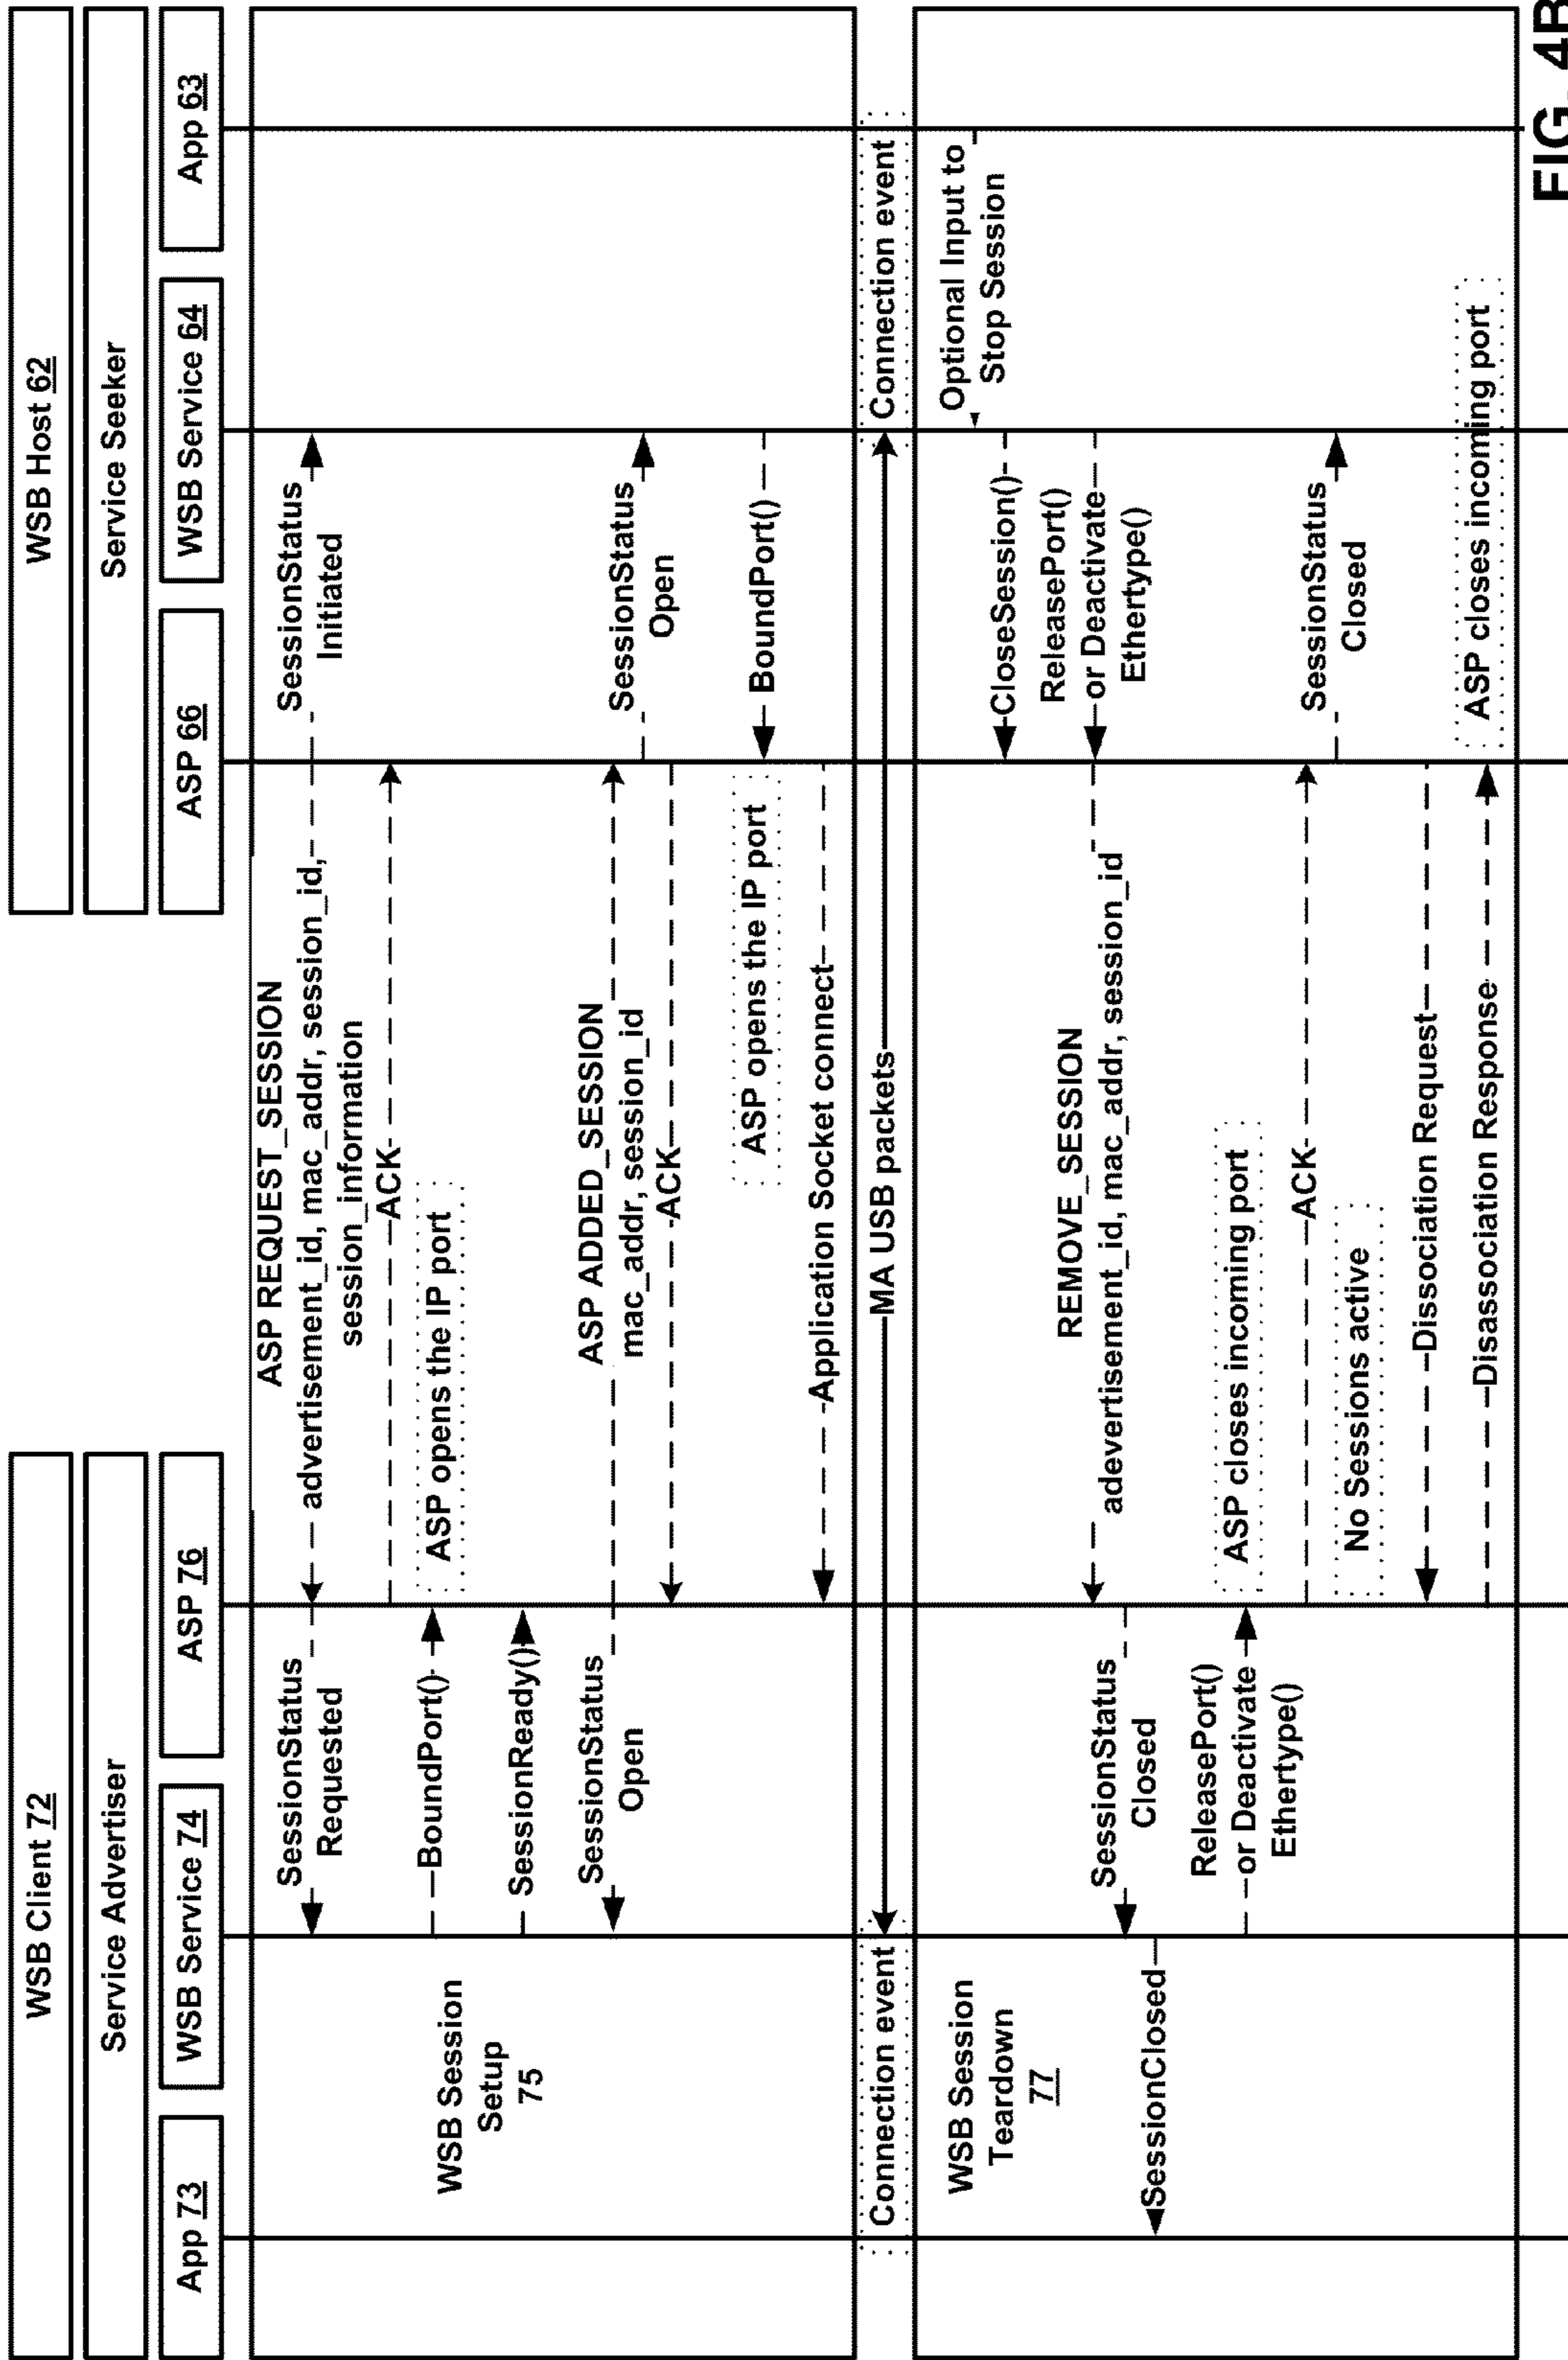 WSB Client 72
WSB Host 62
Service Advertiser
Service Seeker
App 73
WSB Service 74
ASP 76
ASP 66
WSB Service 64
App 63
ASP REQUEST_SESSION
SessionStatus
Requested
advertisement_id, mac_addr, session_id,
session_information
SessionStatus
Initiated
ACK
WSB Session
Setup
75
BoundPort()
ASP opens the IP port
SessionReady()
SessionStatus
Open
ASP ADDED_SESSION
mac_addr, session_id
SessionStatus
Open
ACK
ASP opens the IP port
BoundPort()
Application Socket connect
Connection event
MA USB packets
Connection event
WSB Session
Teardown
77
Optional Input to
Stop Session
CloseSession()
REMOVE_SESSION
adevertisement_id, mac_addr, session_id
ReleasePort()
or Deactivate
Ethertype()
SessionStatus
Closed
SessionClosed
ReleasePort()
or Deactivate
Ethertype()
ASP closes incoming port
ACK
No Sessions active
SessionStatus
Closed
Dissociation Request
Disassociation Response
ASP closes incoming port
FIG. 4B